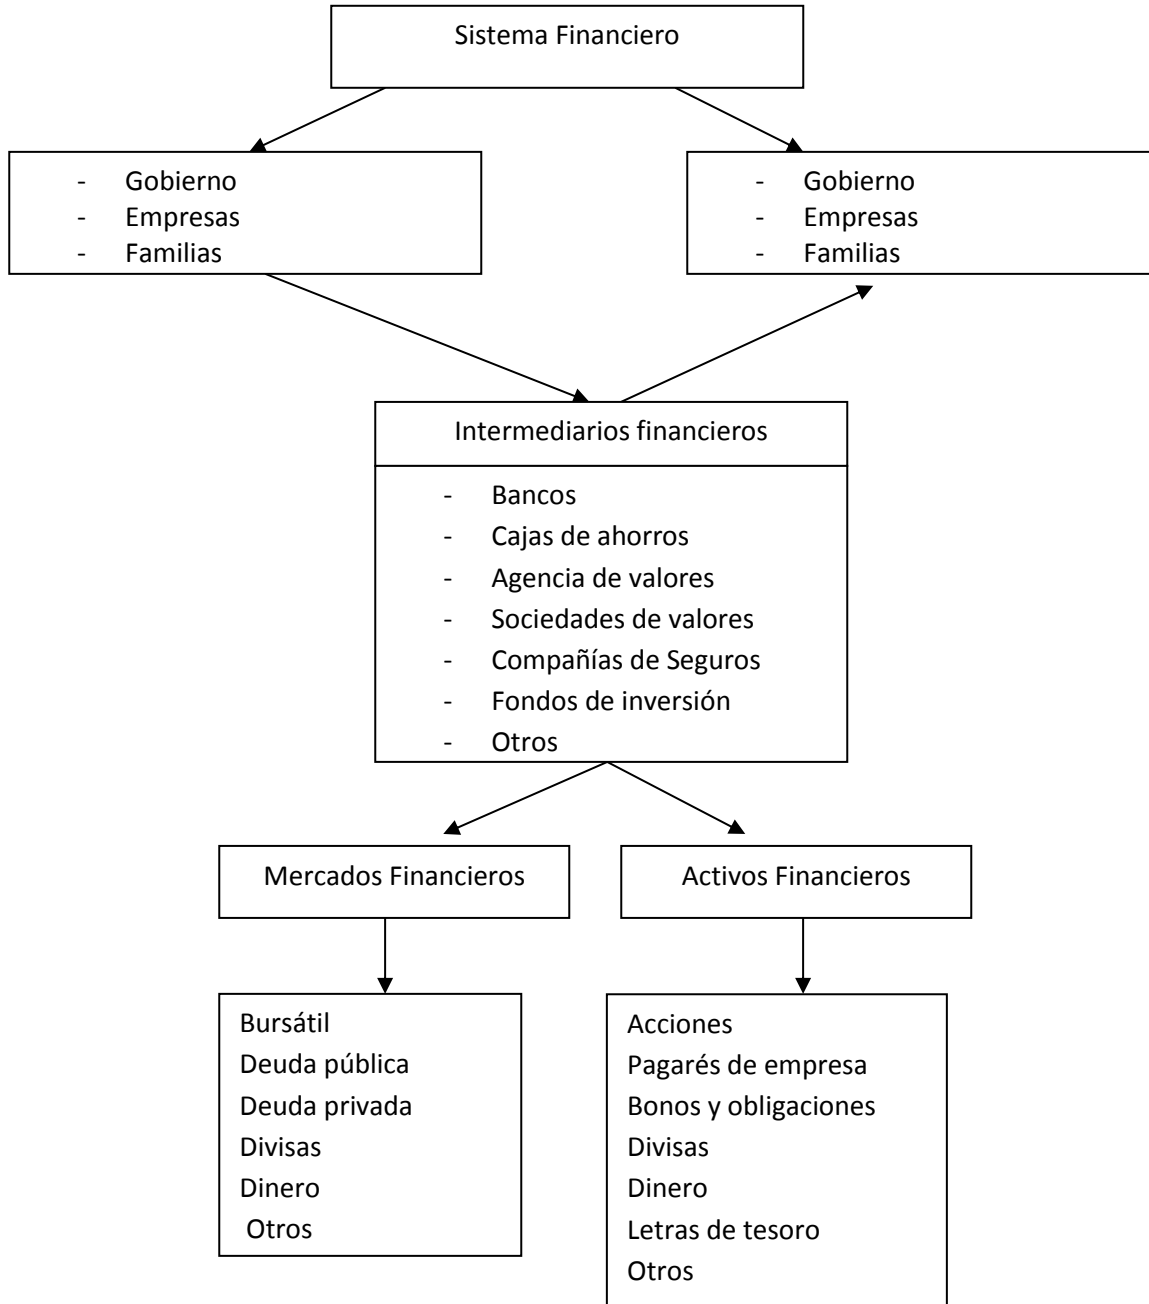 Sistema Financiero
- Gobierno
- Empresas
- Familias
- Gobierno
- Empresas
- Familias
Intermediarios financieros
- Bancos
- Cajas de ahorros
- Agencia de valores
- Sociedades de valores
- Compañías de Seguros
- Fondos de inversión
- Otros
Mercados Financieros
Activos Financieros
Bursátil
Deuda pública
Deuda privada
Divisas
Dinero
Otros
Acciones
Pagarés de empresa
Bonos y obligaciones
Divisas
Dinero
Letras de tesoro
Otros